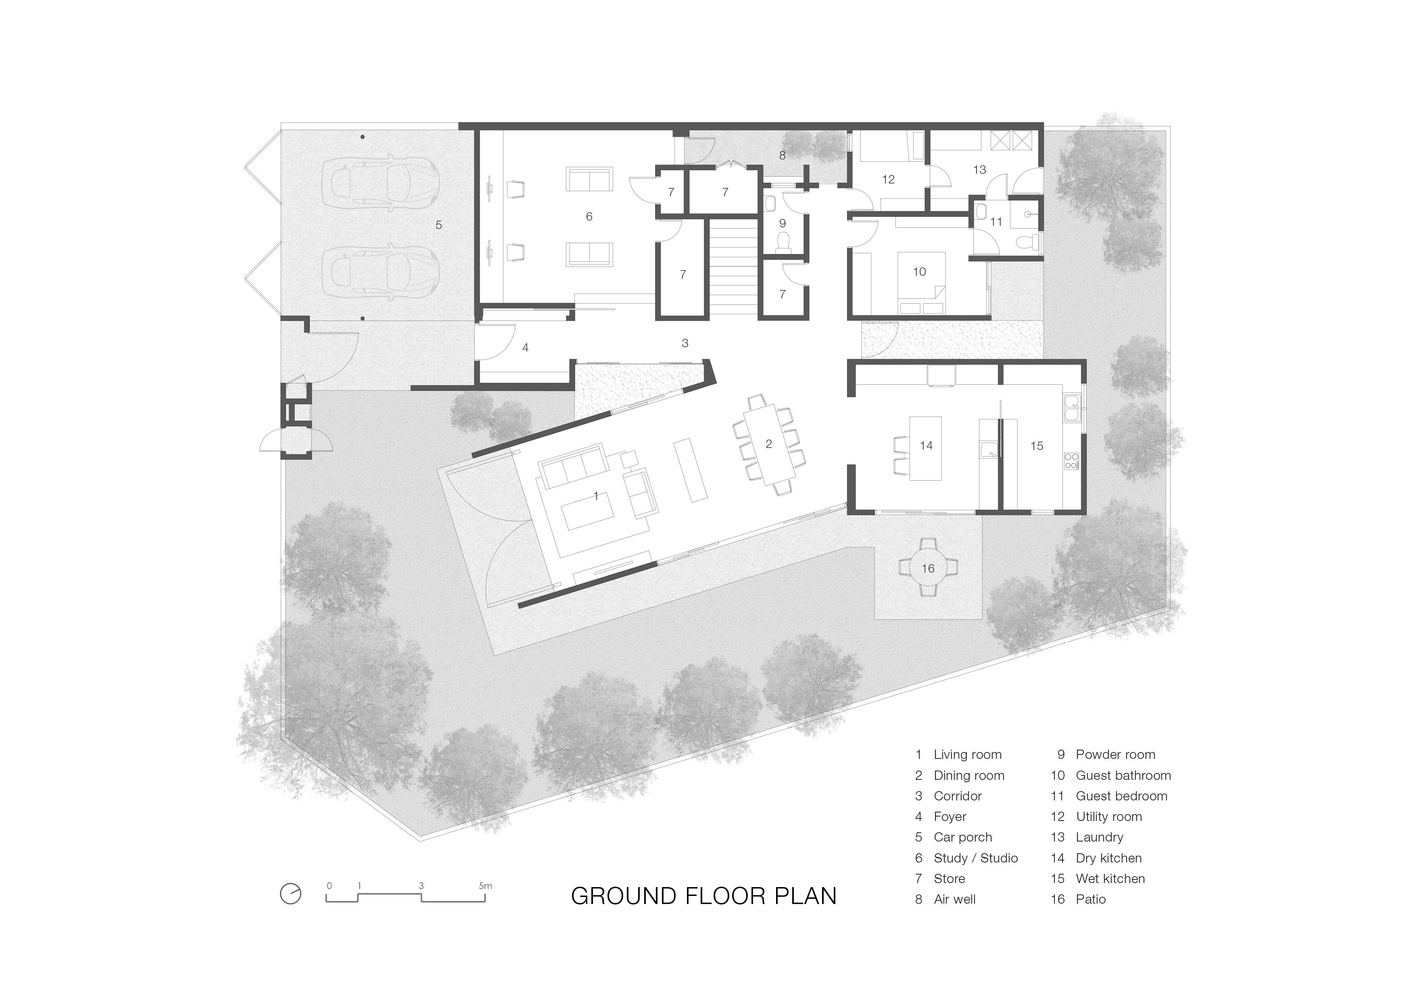 8
13
7
7
12
6
11
5
9
10
7
7
3
4
2
14
15
1
16
1 Living room
2 Dining room
3 Corridor
4 Foyer
5 Car porch
6 Study / Studio
7 Store
8 Air well
9 Powder room
10 Guest bathroom
11 Guest bedroom
12 Utility room
13 Laundry
14 Dry kitchen
15 Wet kitchen
16 Patio
0 1 3 5m
GROUND FLOOR PLAN